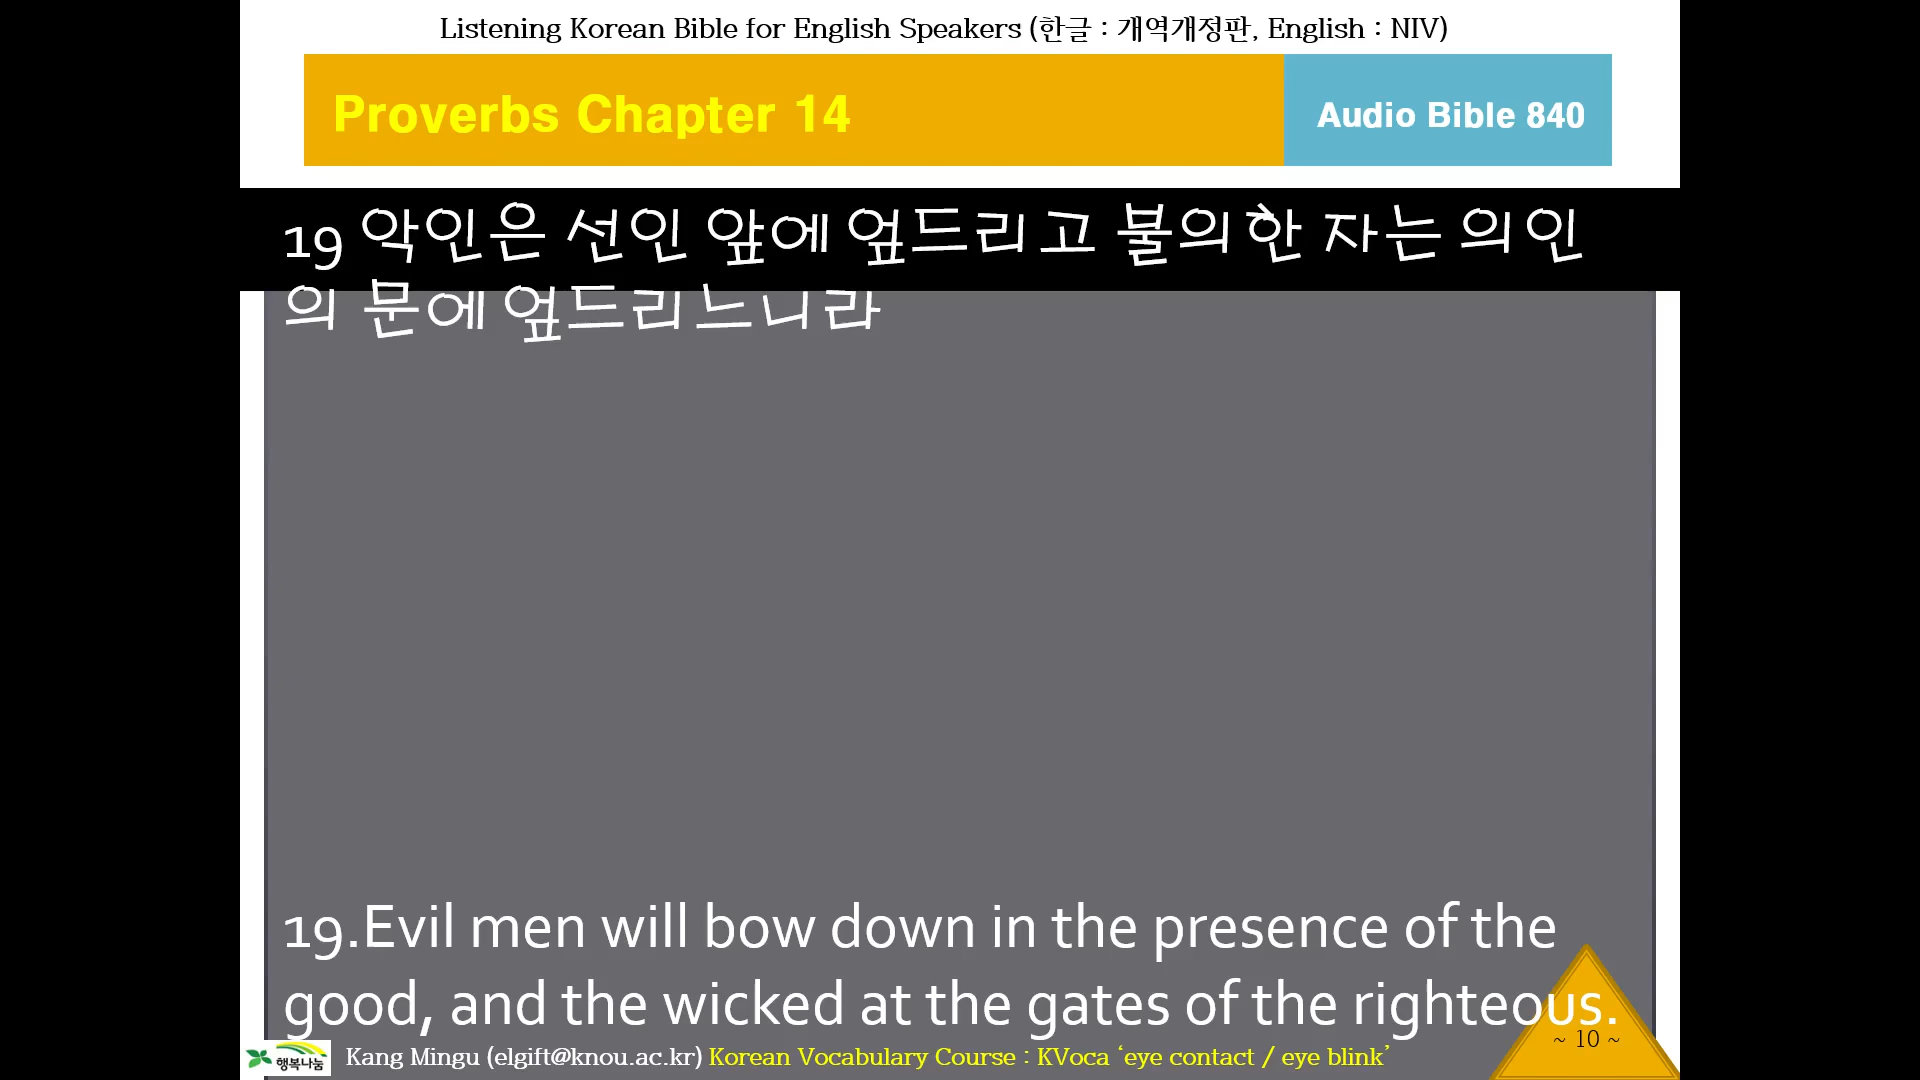 Listening Korean Bible for English Speakers (한글 : 개역개정판, English : NIV)
Proverbs Chapter 14
Audio Bible 840
19 악인은 선인 앞에 엎드리고 불의한 자는 의인
의 문에 엎드리느니라
19.Evil men will bow down in the presence of the
good, and the wicked at the gates of the righteous.
~ 10 ~
행복나눔
Kang Mingu (elgift@knou.ac.kr) Korean Vocabulary Course : KVoca ‘eye contact / eye blink’